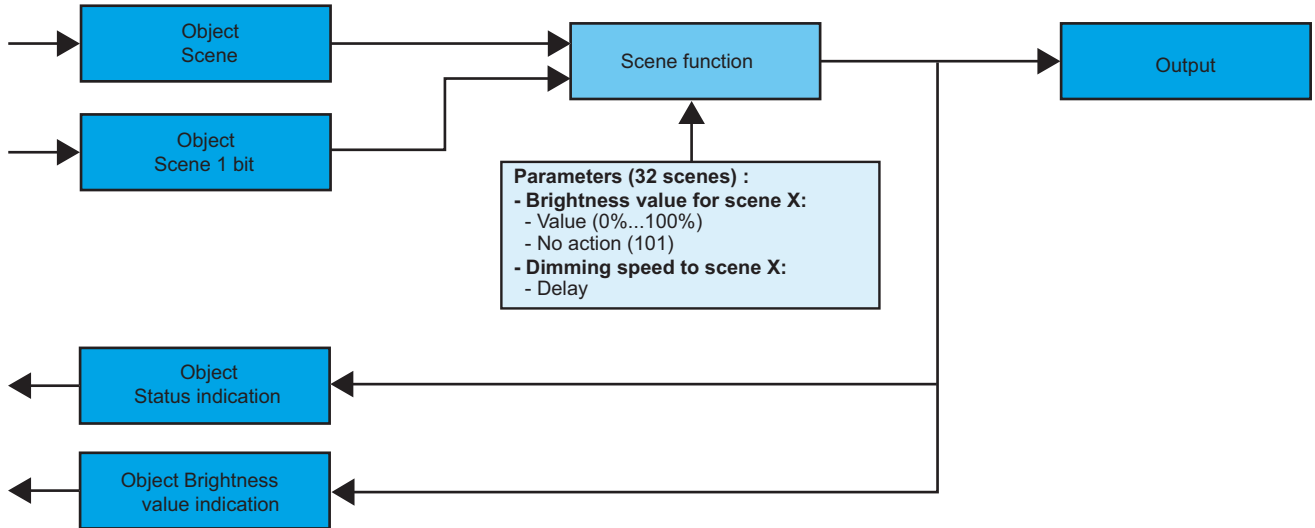 Object
Scene
Scene function
Output
Object
Scene 1 bit
Parameters (32 scenes) :
- Brightness value for scene X:
- Value (0%...100%)
- No action (101)
- Dimming speed to scene X:
- Delay
Object
Status indication
Object Brightness
value indication